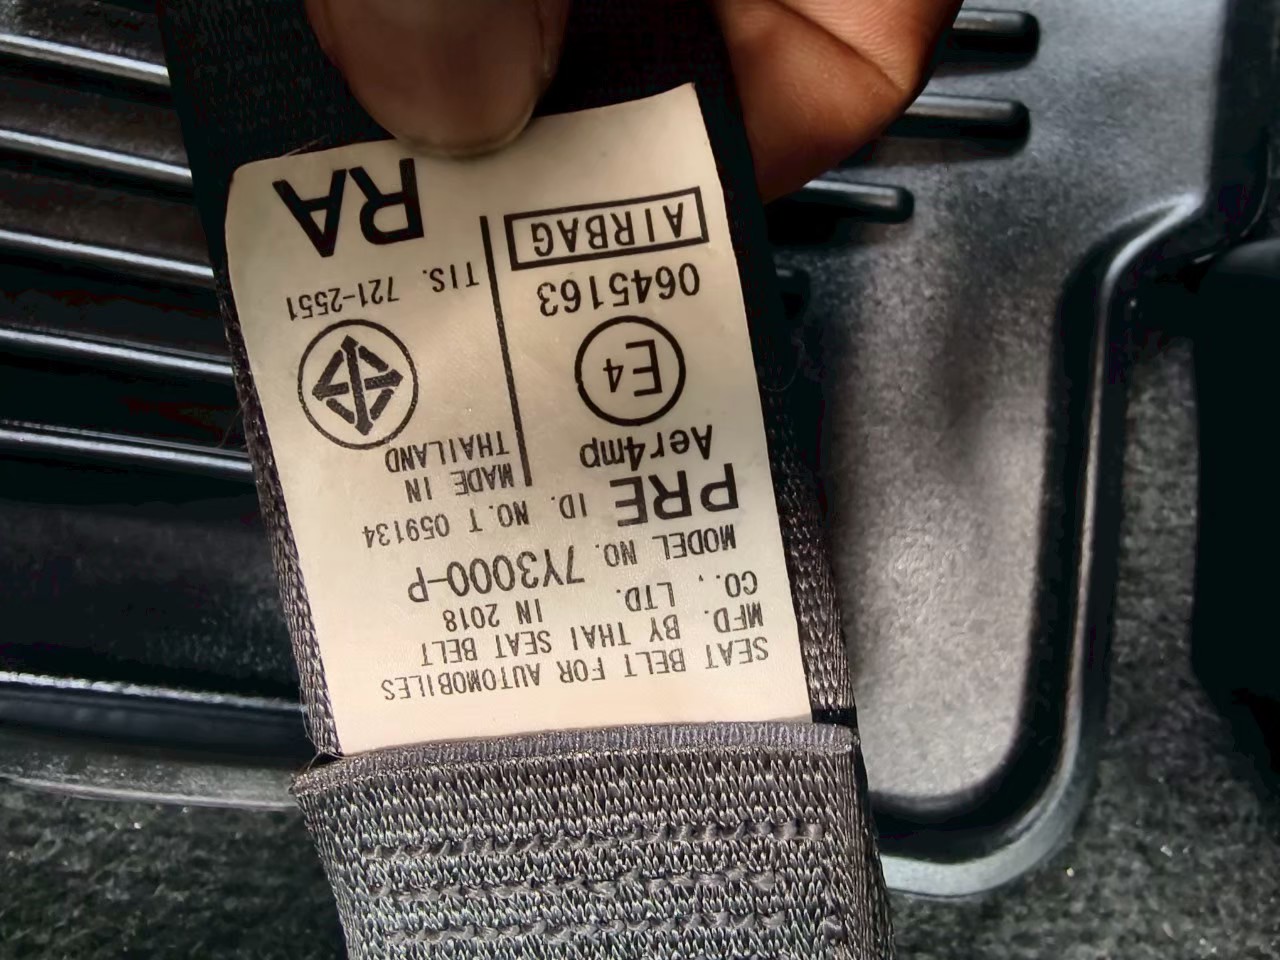 SEAT BELT FOR AUTOMOBILES
MFD. BY THAI SEAT BELT
CO., LTD. IN 2018
MODEL NO. 7Y3000-P
PRE ID. NO. T 059134
Aer4mp
E4
0645163
AIRBAG
MADE IN
THAILAND
TIS. 721-2551
RA